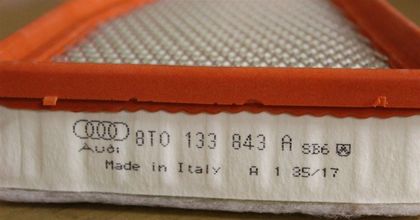 8T0 133 843 A SB6
Audi
Made in Italy A 1 35/17